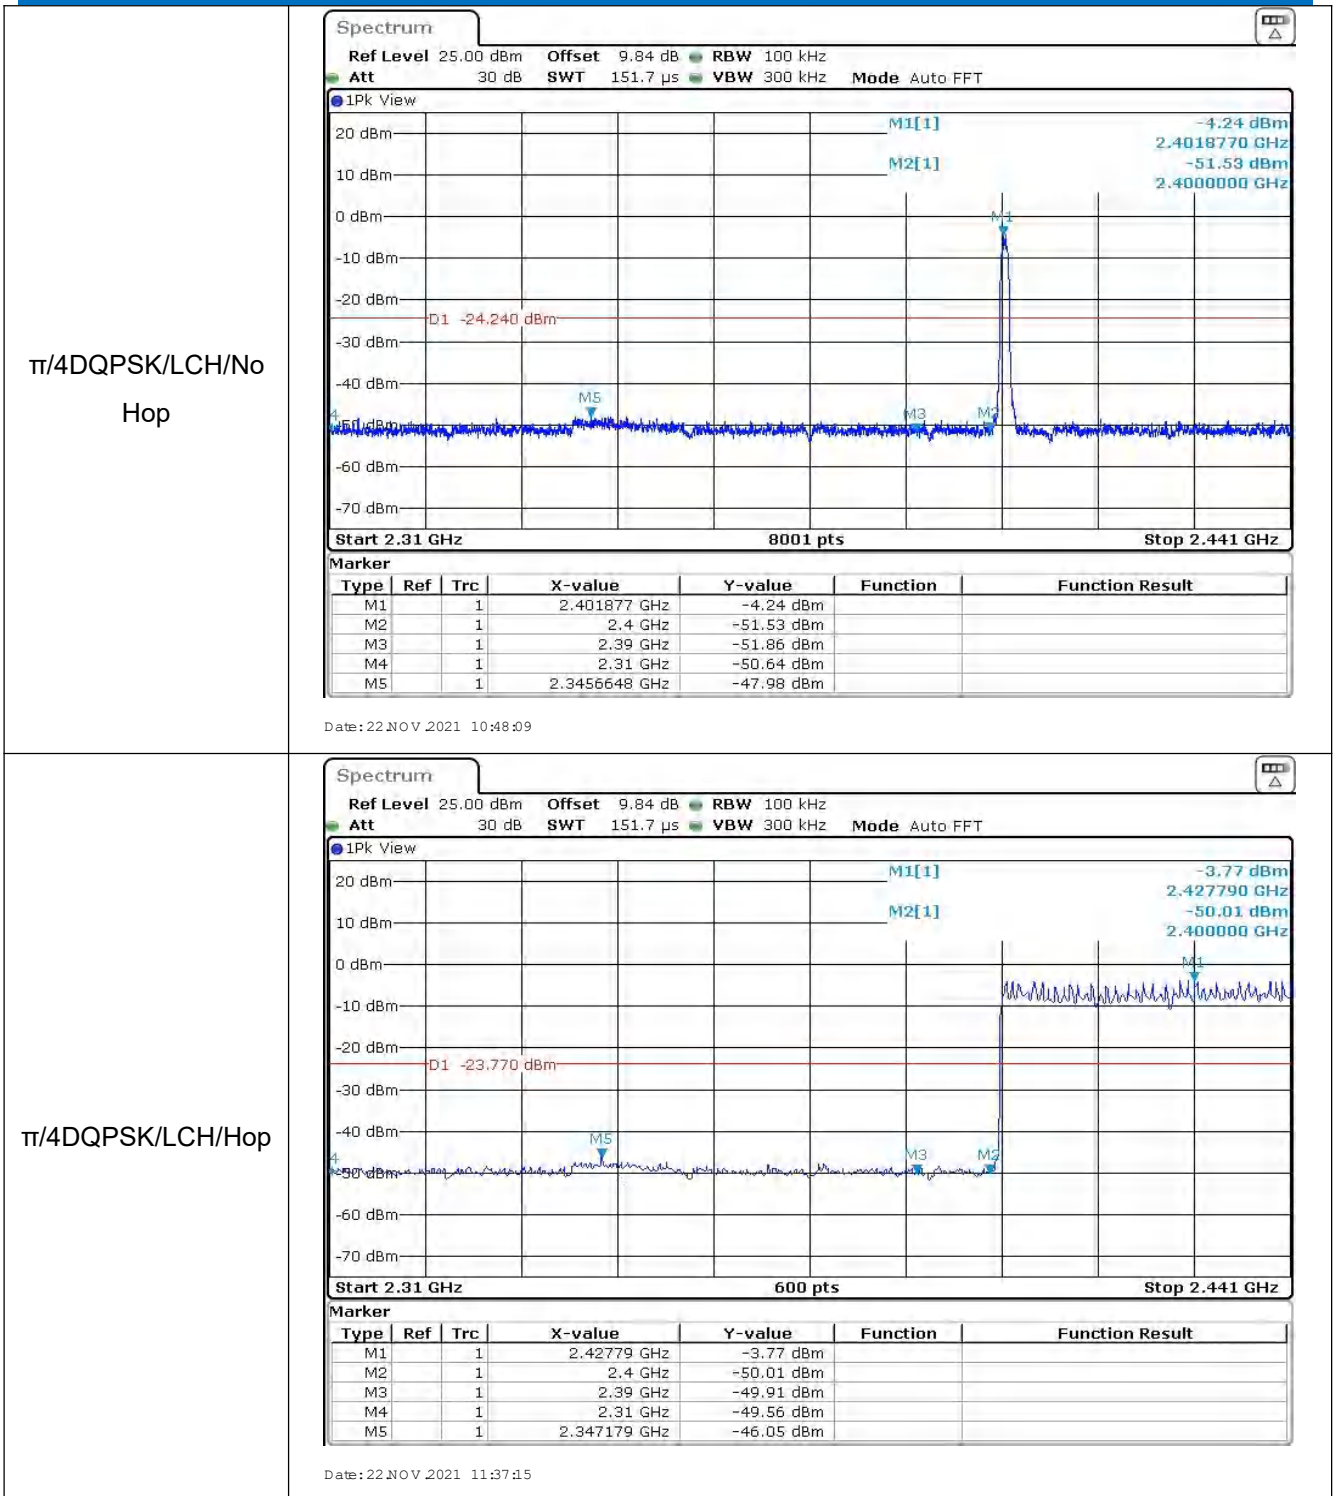 π/4DQPSK/LCH/No
Hop
Spectrum
Ref Level 25.00 dBm Offset 9.84 dB RBW 100 kHz
Att 30 dB SWT 151.7 µs VBW 300 kHz Mode Auto FFT
1Pk View
M1[1] -4.24 dBm
2.4018770 GHz
M2[1] -51.53 dBm
2.4000000 GHz
20 dBm
10 dBm
0 dBm
M1
-10 dBm
-20 dBm
D1 -24.240 dBm
-30 dBm
-40 dBm
M5
M3
M2
-50 dBm
-60 dBm
-70 dBm
Start 2.31 GHz 8001 pts Stop 2.441 GHz
Marker
Type Ref Trc X-value Y-value Function Function Result
M1 1 2.401877 GHz -4.24 dBm
M2 1 2.4 GHz -51.53 dBm
M3 1 2.39 GHz -51.86 dBm
M4 1 2.31 GHz -50.64 dBm
M5 1 2.3456648 GHz -47.98 dBm
Date: 22.NOV.2021 10:48:09
π/4DQPSK/LCH/Hop
Spectrum
Ref Level 25.00 dBm Offset 9.84 dB RBW 100 kHz
Att 30 dB SWT 151.7 µs VBW 300 kHz Mode Auto FFT
1Pk View
M1[1] -3.77 dBm
2.427790 GHz
M2[1] -50.01 dBm
2.400000 GHz
20 dBm
10 dBm
0 dBm
M1
-10 dBm
-20 dBm
D1 -23.770 dBm
-30 dBm
-40 dBm
M5
M3
M2
-50 dBm
-60 dBm
-70 dBm
Start 2.31 GHz 600 pts Stop 2.441 GHz
Marker
Type Ref Trc X-value Y-value Function Function Result
M1 1 2.42779 GHz -3.77 dBm
M2 1 2.4 GHz -50.01 dBm
M3 1 2.39 GHz -49.91 dBm
M4 1 2.31 GHz -49.56 dBm
M5 1 2.347179 GHz -46.05 dBm
Date: 22.NOV.2021 11:37:15